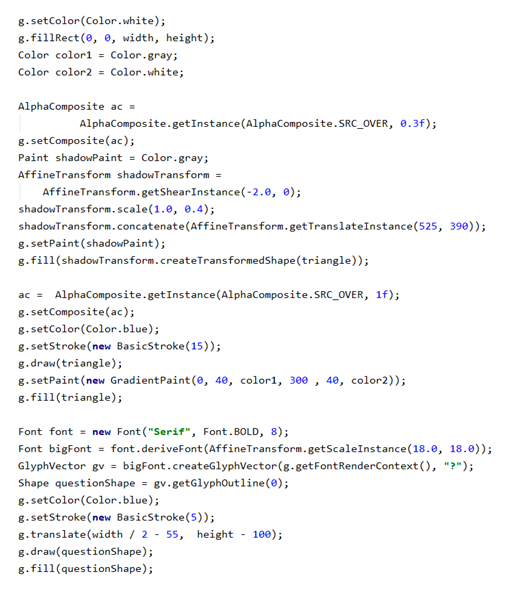 g.setColor(Color.white);
g.fillRect(0, 0, width, height);
Color color1 = Color.gray;
Color color2 = Color.white;

AlphaComposite ac =
          AlphaComposite.getInstance(AlphaComposite.SRC_OVER, 0.3f);
g.setComposite(ac);
Paint shadowPaint = Color.gray;
AffineTransform shadowTransform =
    AffineTransform.getShearInstance(-2.0, 0);
shadowTransform.scale(1.0, 0.4);
shadowTransform.concatenate(AffineTransform.getTranslateInstance(525, 390));
g.setPaint(shadowPaint);
g.fill(shadowTransform.createTransformedShape(triangle));

ac =  AlphaComposite.getInstance(AlphaComposite.SRC_OVER, 1f);
g.setComposite(ac);
g.setColor(Color.blue);
g.setStroke(new BasicStroke(15));
g.draw(triangle);
g.setPaint(new GradientPaint(0, 40, color1, 300 , 40, color2));
g.fill(triangle);

Font font = new Font("Serif", Font.BOLD, 8);
Font bigFont = font.deriveFont(AffineTransform.getScaleInstance(18.0, 18.0));
GlyphVector gv = bigFont.createGlyphVector(g.getFontRenderContext(), "?");
Shape questionShape = gv.getGlyphOutline(0);
g.setColor(Color.blue);
g.setStroke(new BasicStroke(5));
g.translate(width / 2 - 55,  height - 100);
g.draw(questionShape);
g.fill(questionShape);